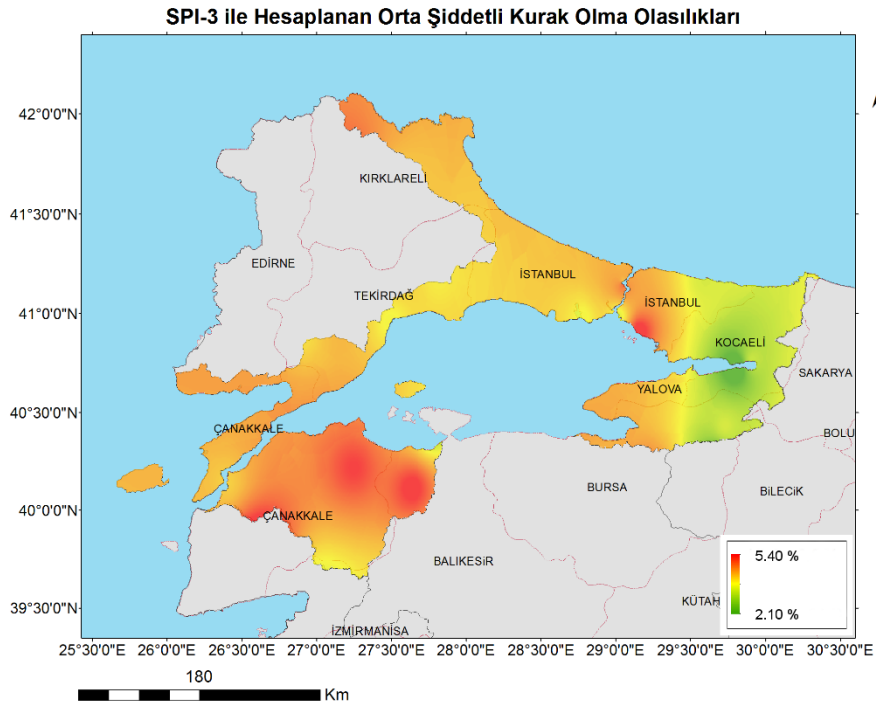 SPI-3 ile Hesaplanan Orta Şiddetli Kurak Olma Olasılıkları
42°0'0"N
KIRKLARELİ
41°30'0"N
EDİRNE
İSTANBUL
TEKİRDAĞ
İSTANBUL
41°0'0"N
KOCAELİ
SAKARYA
YALOVA
40°30'0"N
ÇANAKKALE
BOLU
BURSA
BİLECİK
40°0'0"N
ÇANAKKALE
BALIKESİR
5.40 %
KÜTAH
2.10 %
39°30'0"N
İZMİRMANİSA
25°30'0"E 26°0'0"E 26°30'0"E 27°0'0"E 27°30'0"E 28°0'0"E 28°30'0"E 29°0'0"E 29°30'0"E 30°0'0"E 30°30'0"E
180
Km